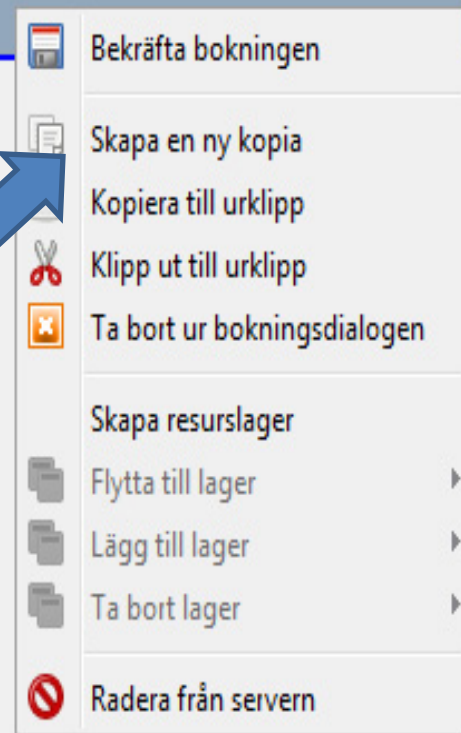 Bekräfta bokningen
Skapa en ny kopia
Kopiera till urklipp
Klipp ut till urklipp
Ta bort ur bokningsdialogen
Skapa resurslager
Flytta till lager
Lägg till lager
Ta bort lager
Radera från servern